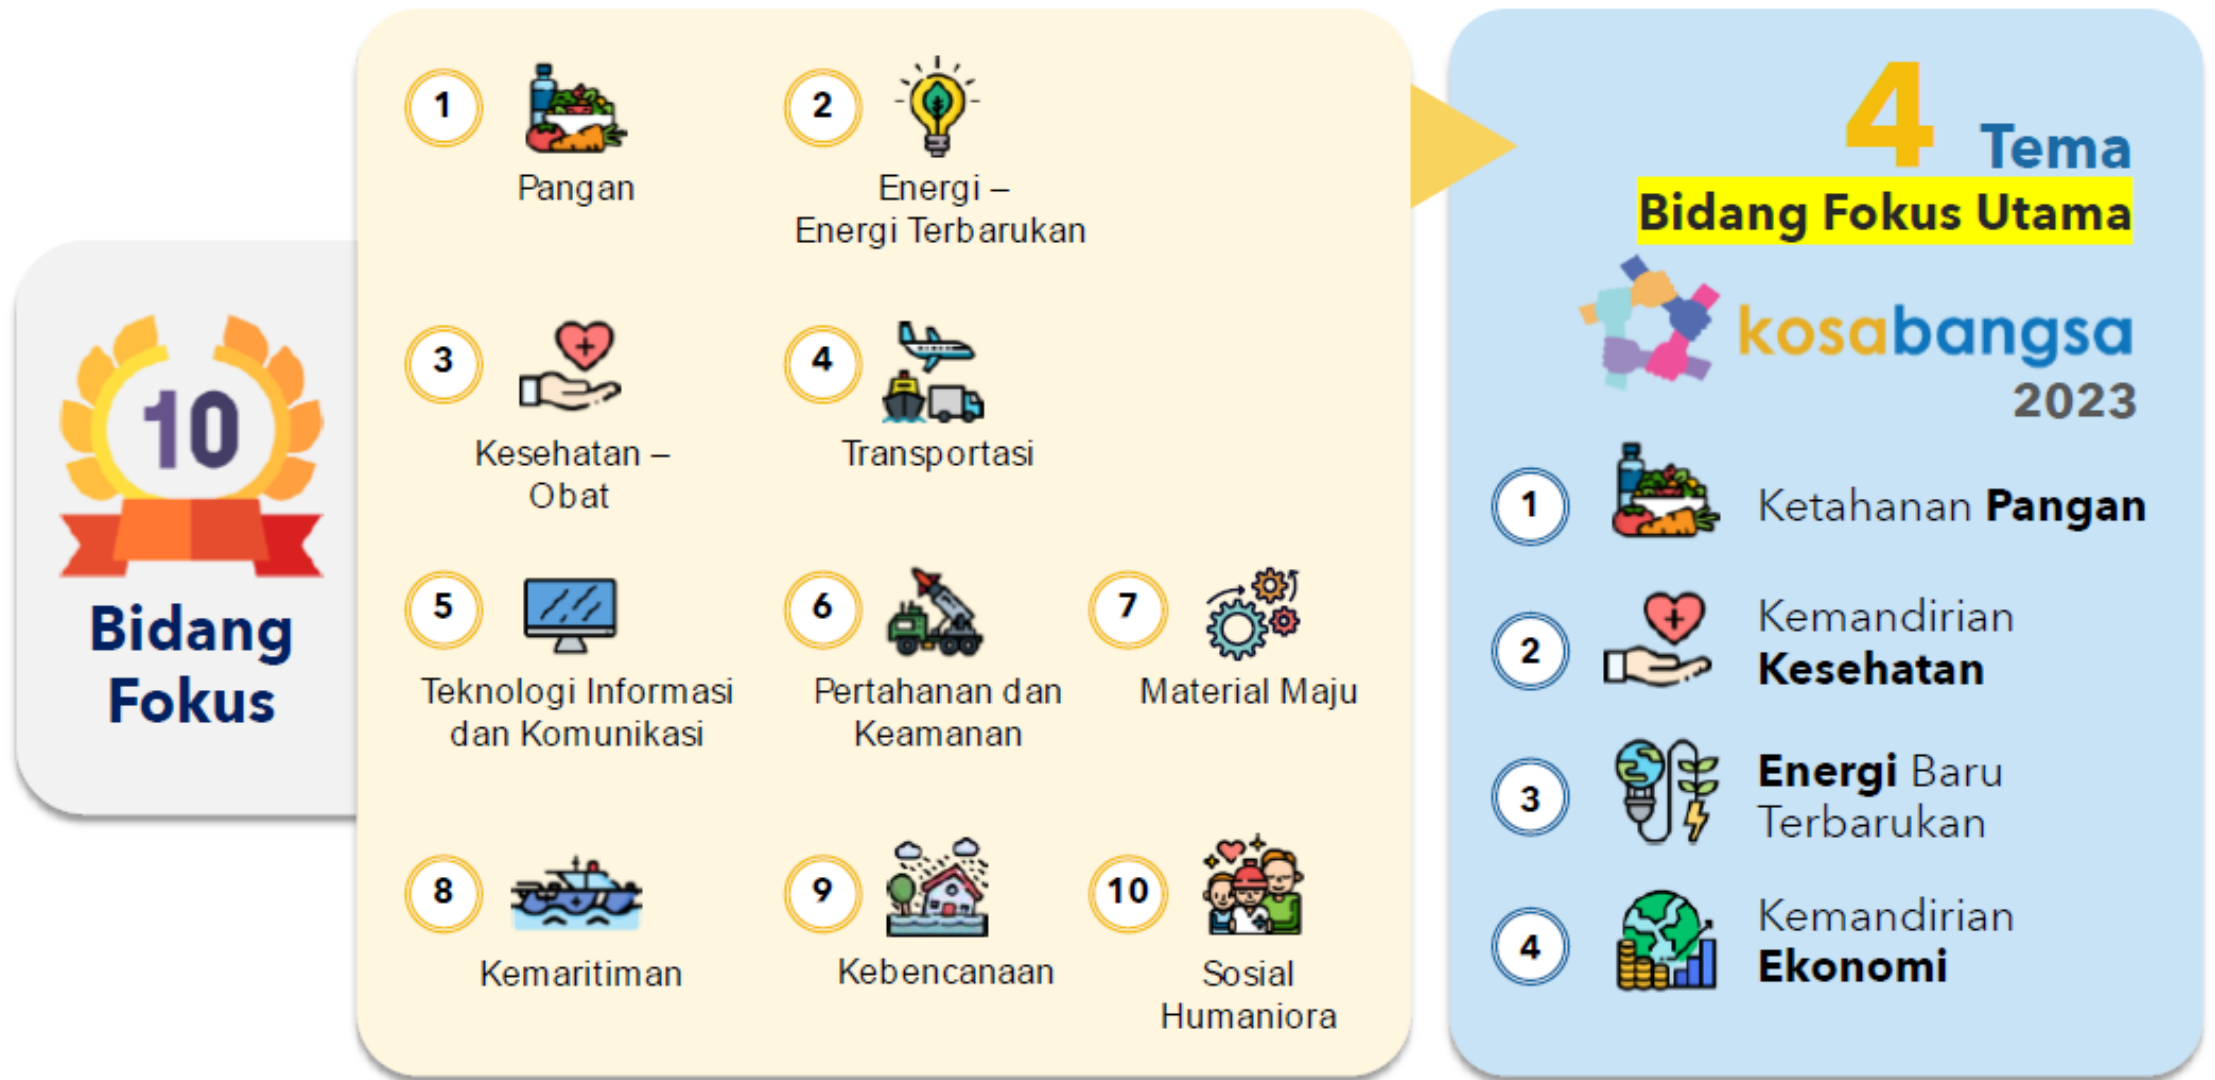 10
Bidang
Fokus
1
Pangan
2
Energi –
Energi Terbarukan
3
Kesehatan –
Obat
4
Transportasi
5
Teknologi Informasi
dan Komunikasi
6
Pertahanan dan
Keamanan
7
Material Maju
8
Kemaritiman
9
Kebencanaan
10
Sosial
Humaniora
4 Tema
Bidang Fokus Utama
kosabangsa
2023
1
Ketahanan Pangan
2
Kemandirian
Kesehatan
3
Energi Baru
Terbarukan
4
Kemandirian
Ekonomi